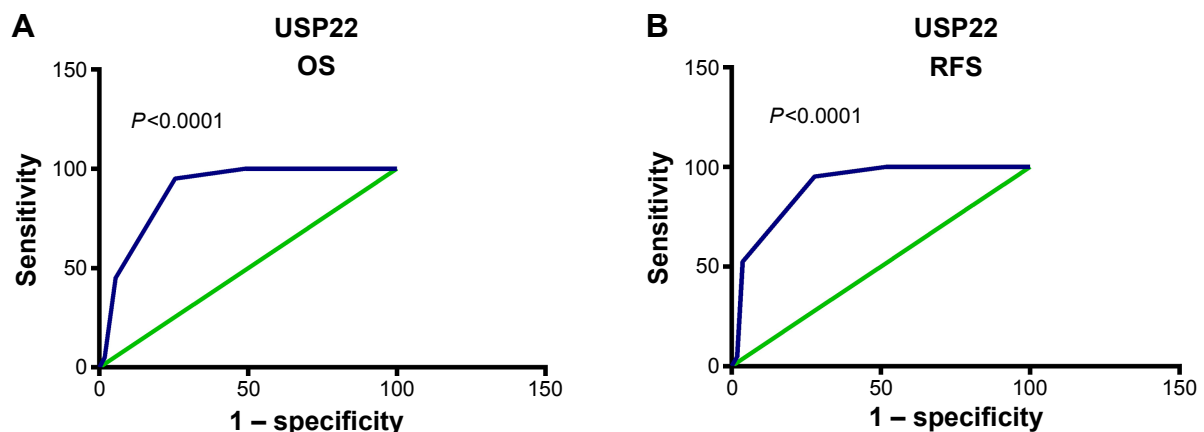 A
USP22
OS
P<0.0001
Sensitivity
150
100
50
0
0
50
100
150
1 – specificity
B
USP22
RFS
P<0.0001
Sensitivity
150
100
50
0
0
50
100
150
1 – specificity